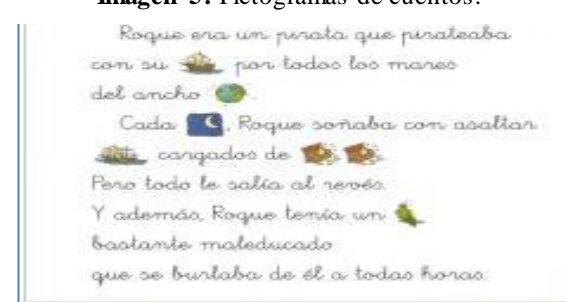 Imagen 3: Pictogramas de cuentos.
Roque era un pirata que pirateaba
con su por todos los mares
del ancho .
Cada , Roque soñaba con asaltar
cargados de
Pero todo le salía al revés.
Y además, Roque tenía un
bastante maleducado
que se burlaba de él a todas horas.